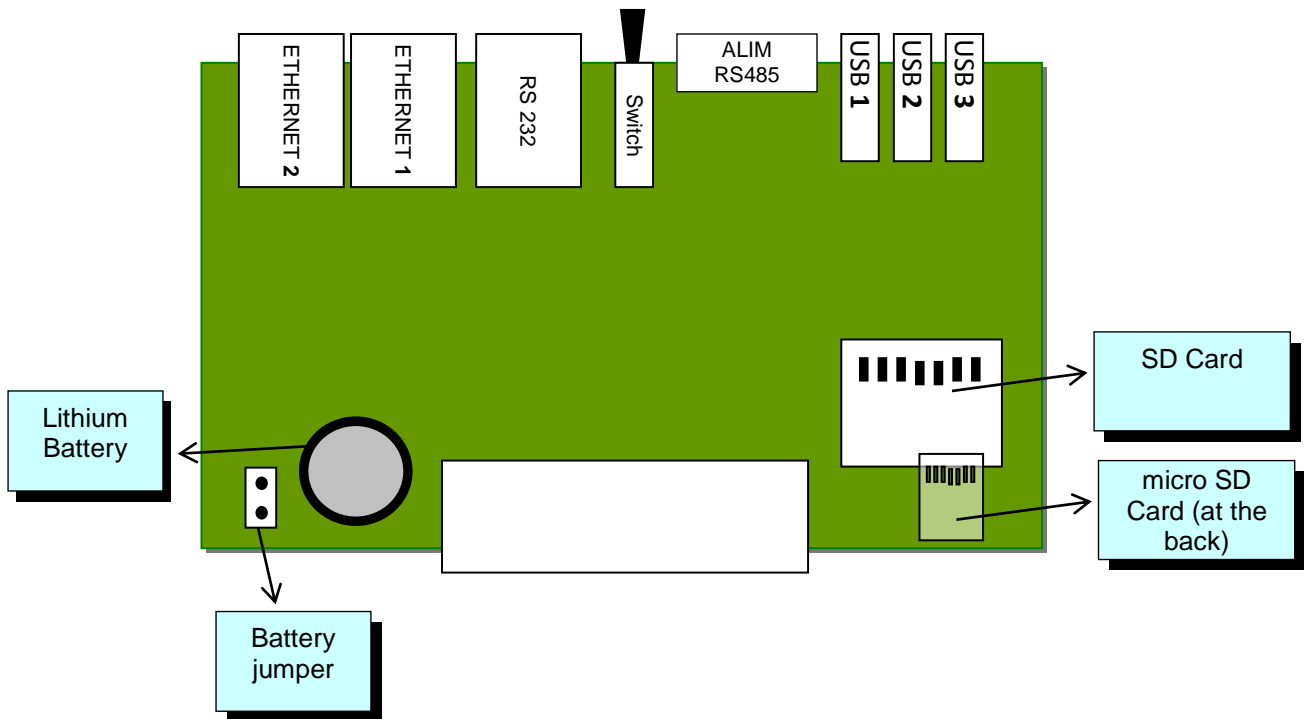 ETHERNET 2
ETHERNET 1
RS 232
Switch
ALIM
RS485
USB 1
USB 2
USB 3
SD Card
Lithium
Battery
micro SD
Card (at the
back)
Battery
jumper